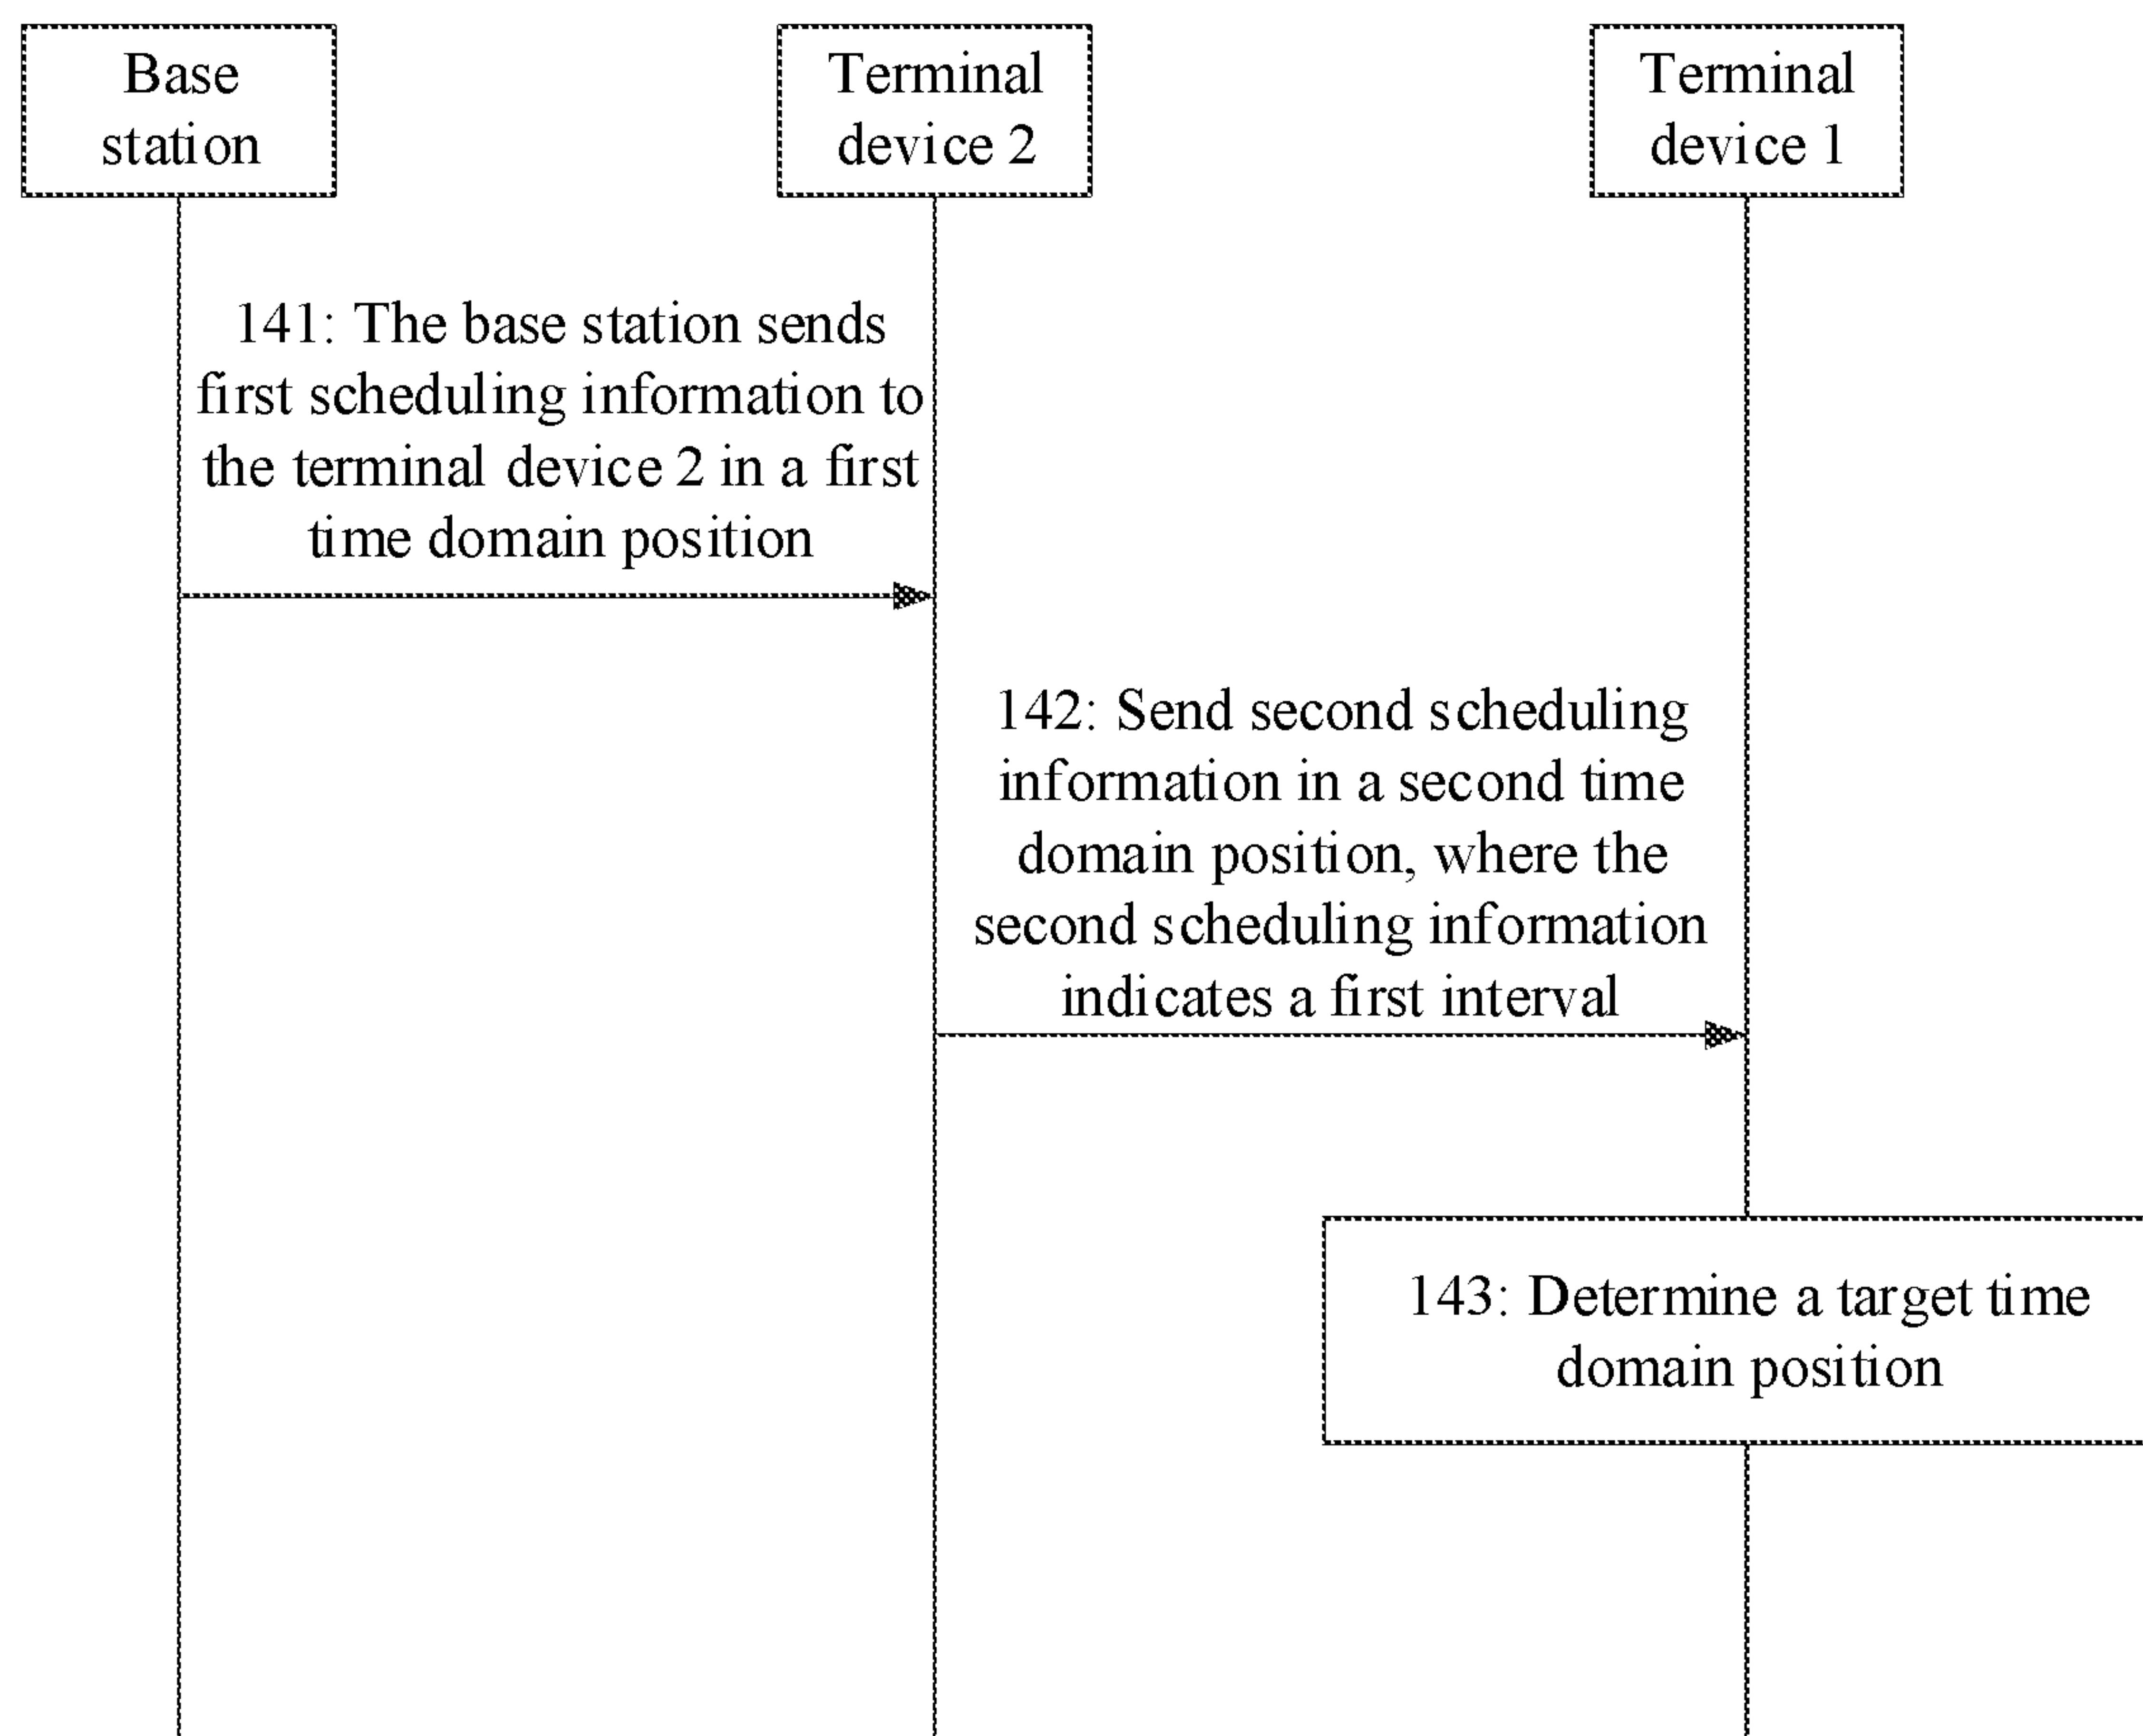 Base
station
Terminal
device 2
Terminal
device 1
141: The base station sends
first scheduling information to
the terminal device 2 in a first
time domain position
142: Send second scheduling
information in a second time
domain position, where the
second scheduling information
indicates a first interval
143: Determine a target time
domain position